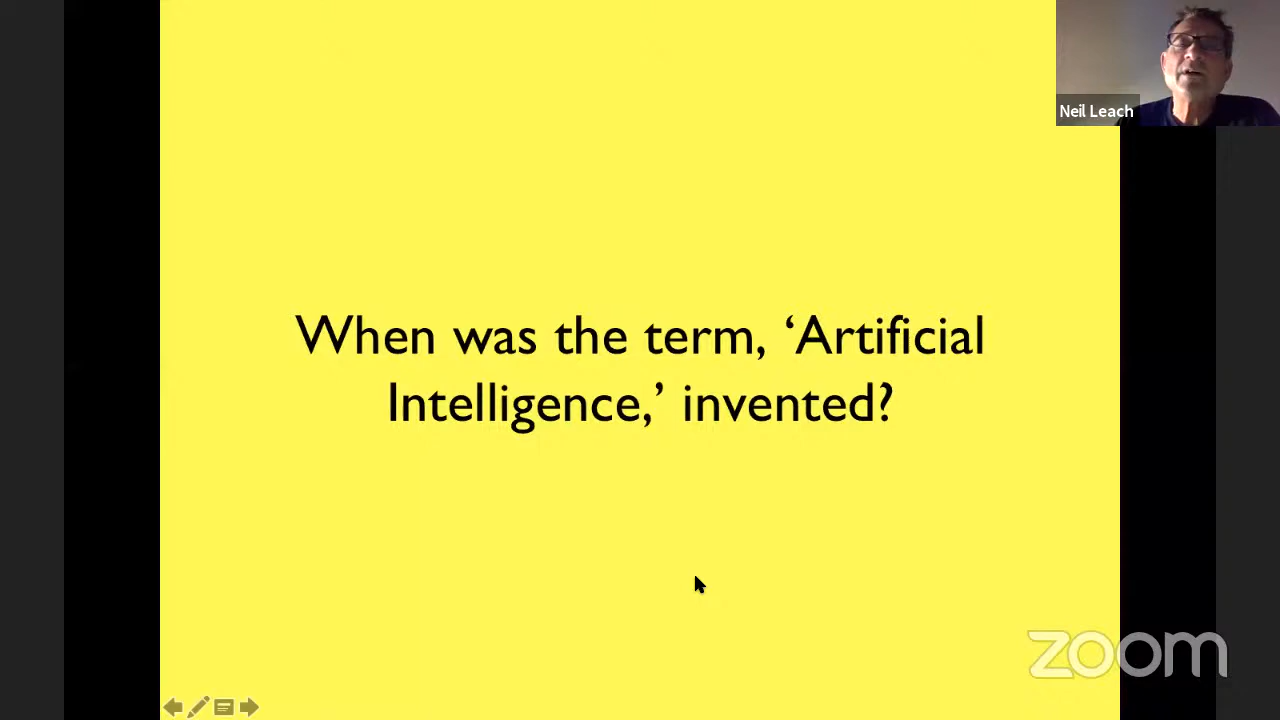 Neil Leach
When was the term, ‘Artificial
Intelligence,’ invented?
zoom